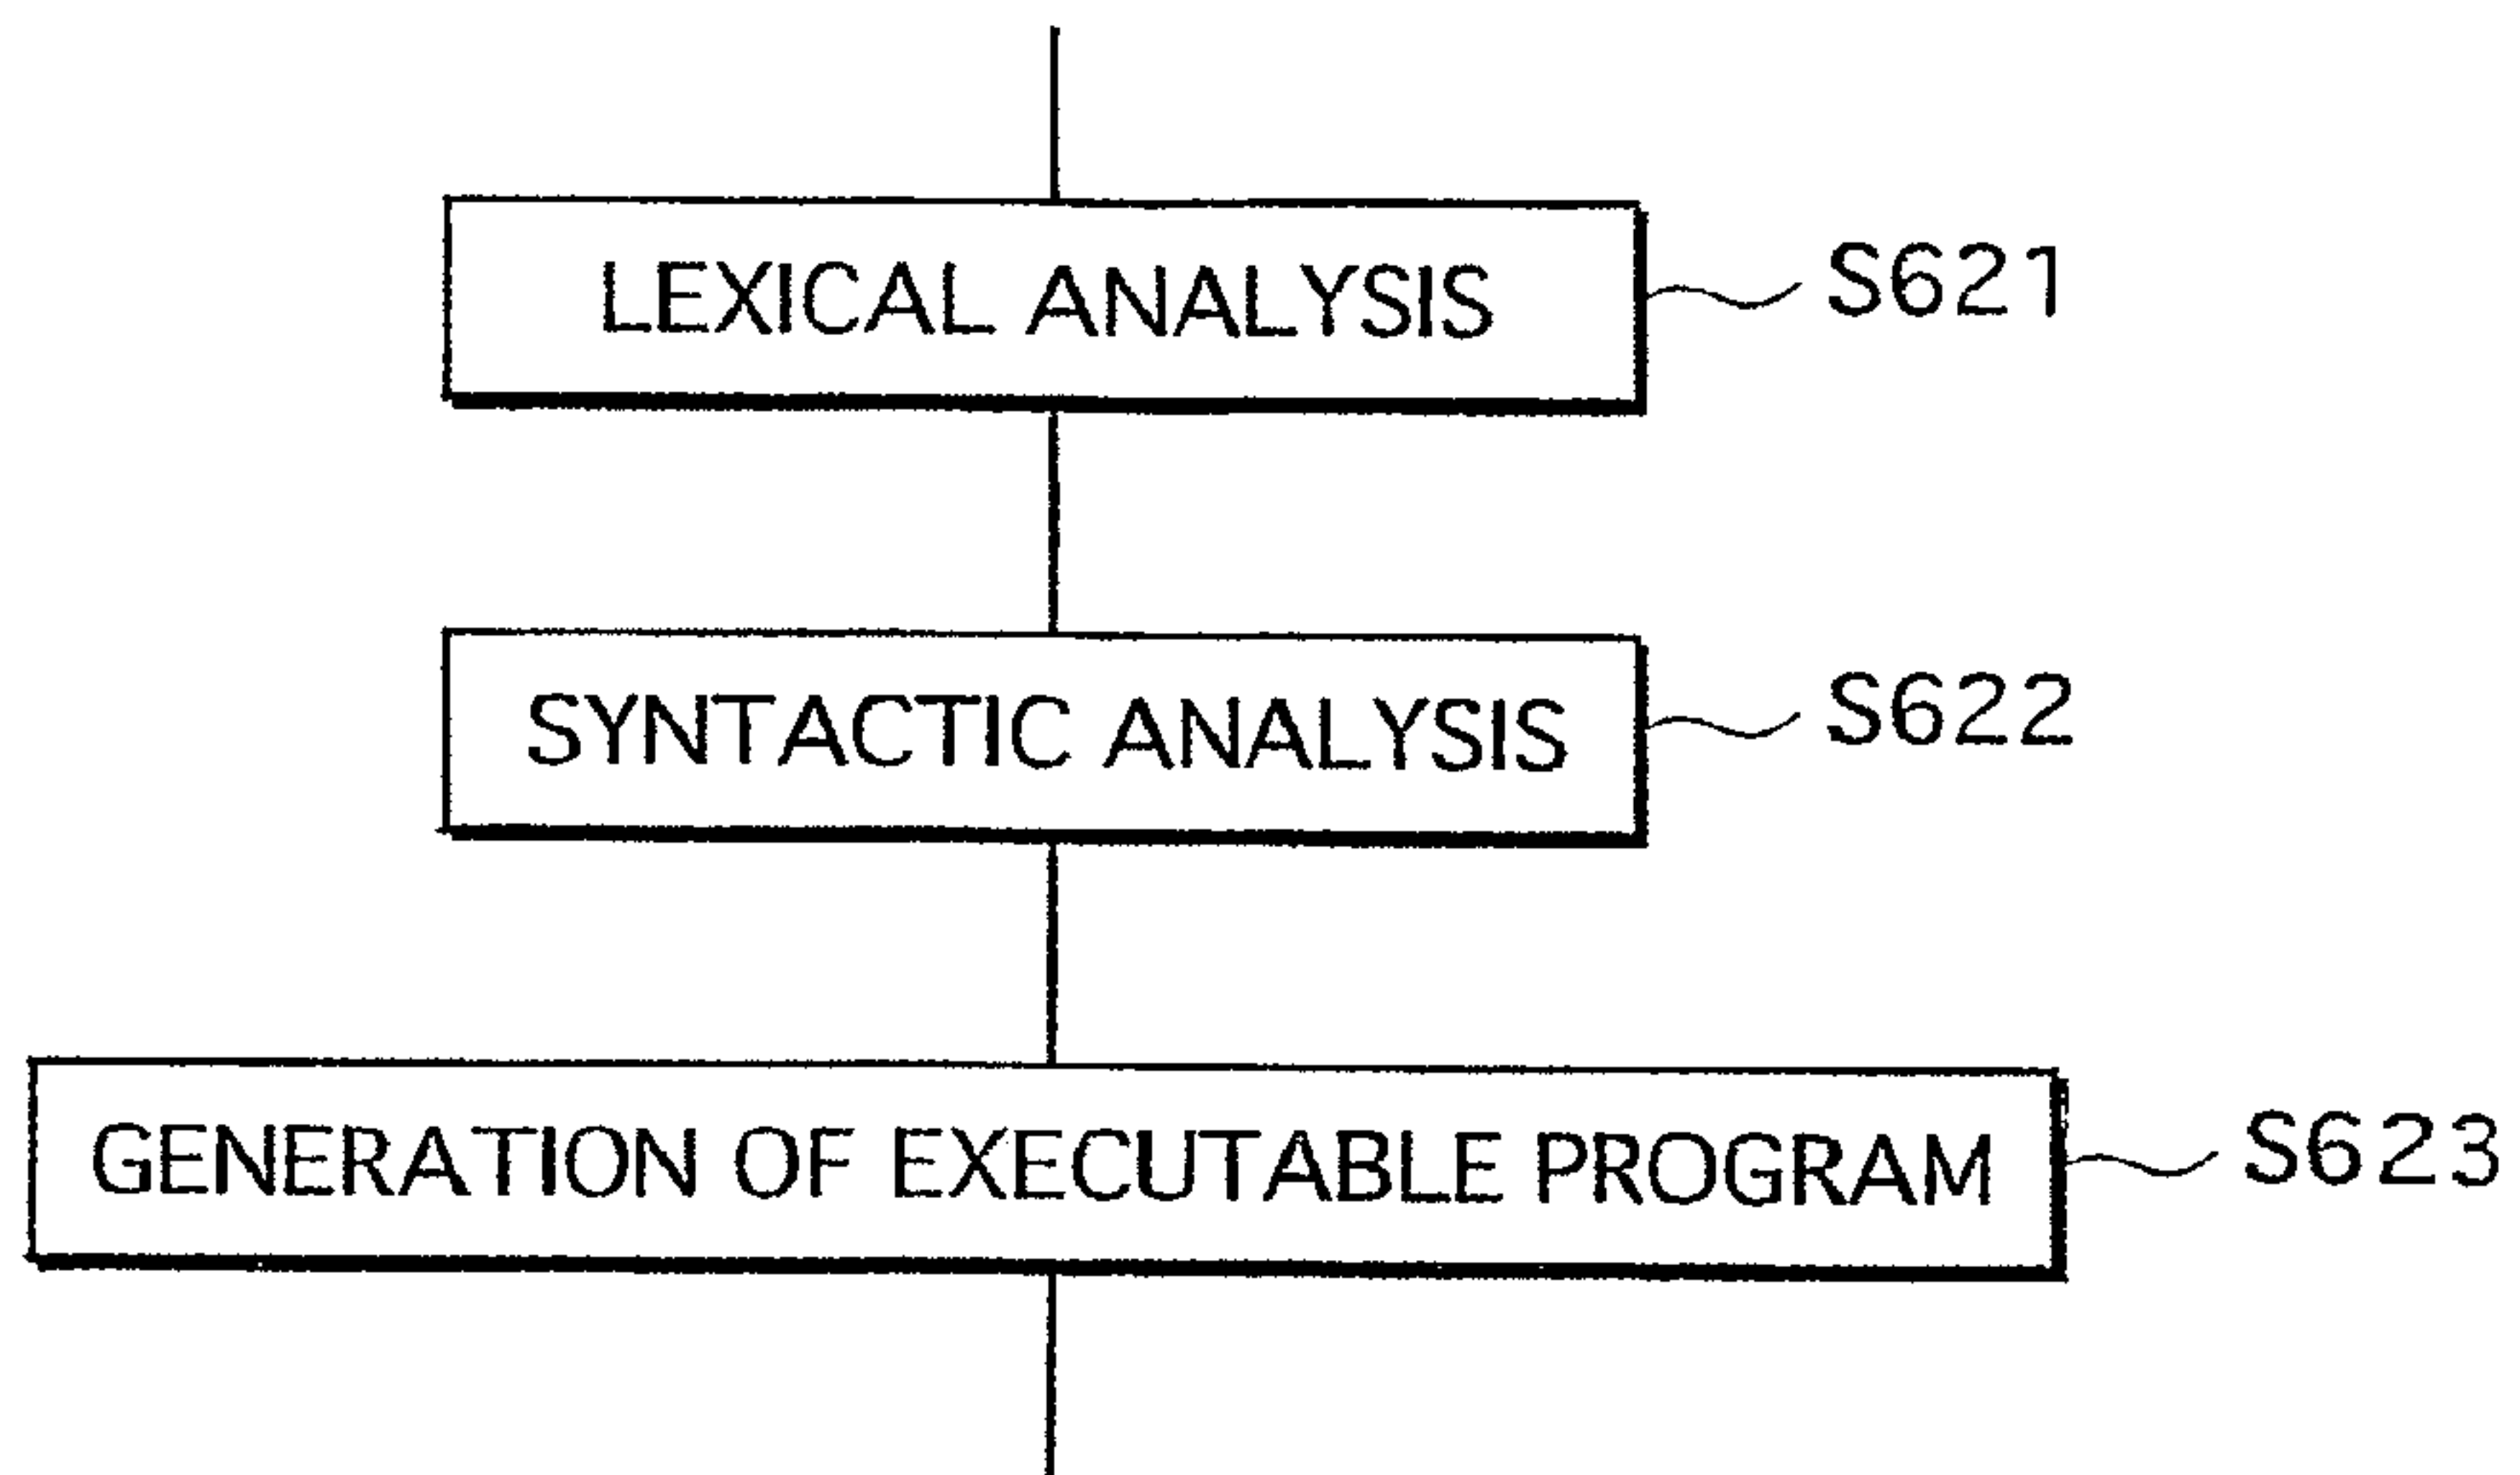 LEXICAL ANALYSIS S621
SYNTACTIC ANALYSIS S622
GENERATION OF EXECUTABLE PROGRAM S623